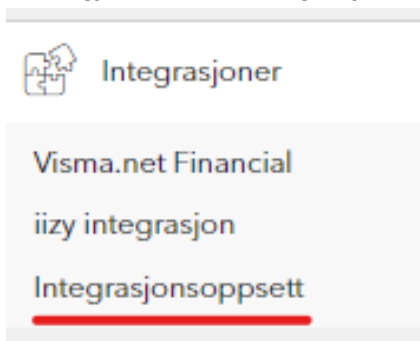 Integrasjoner
Visma.net Financial
iizy integrasjon
Integrasjonsoppsett